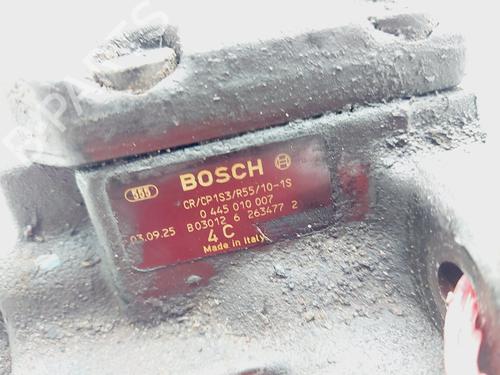 BOSCH
CR/CP1S3/R55/10-1S
0 445 010 007
03.09.25 B03012 6 263477 2
4 C
Made in Italy